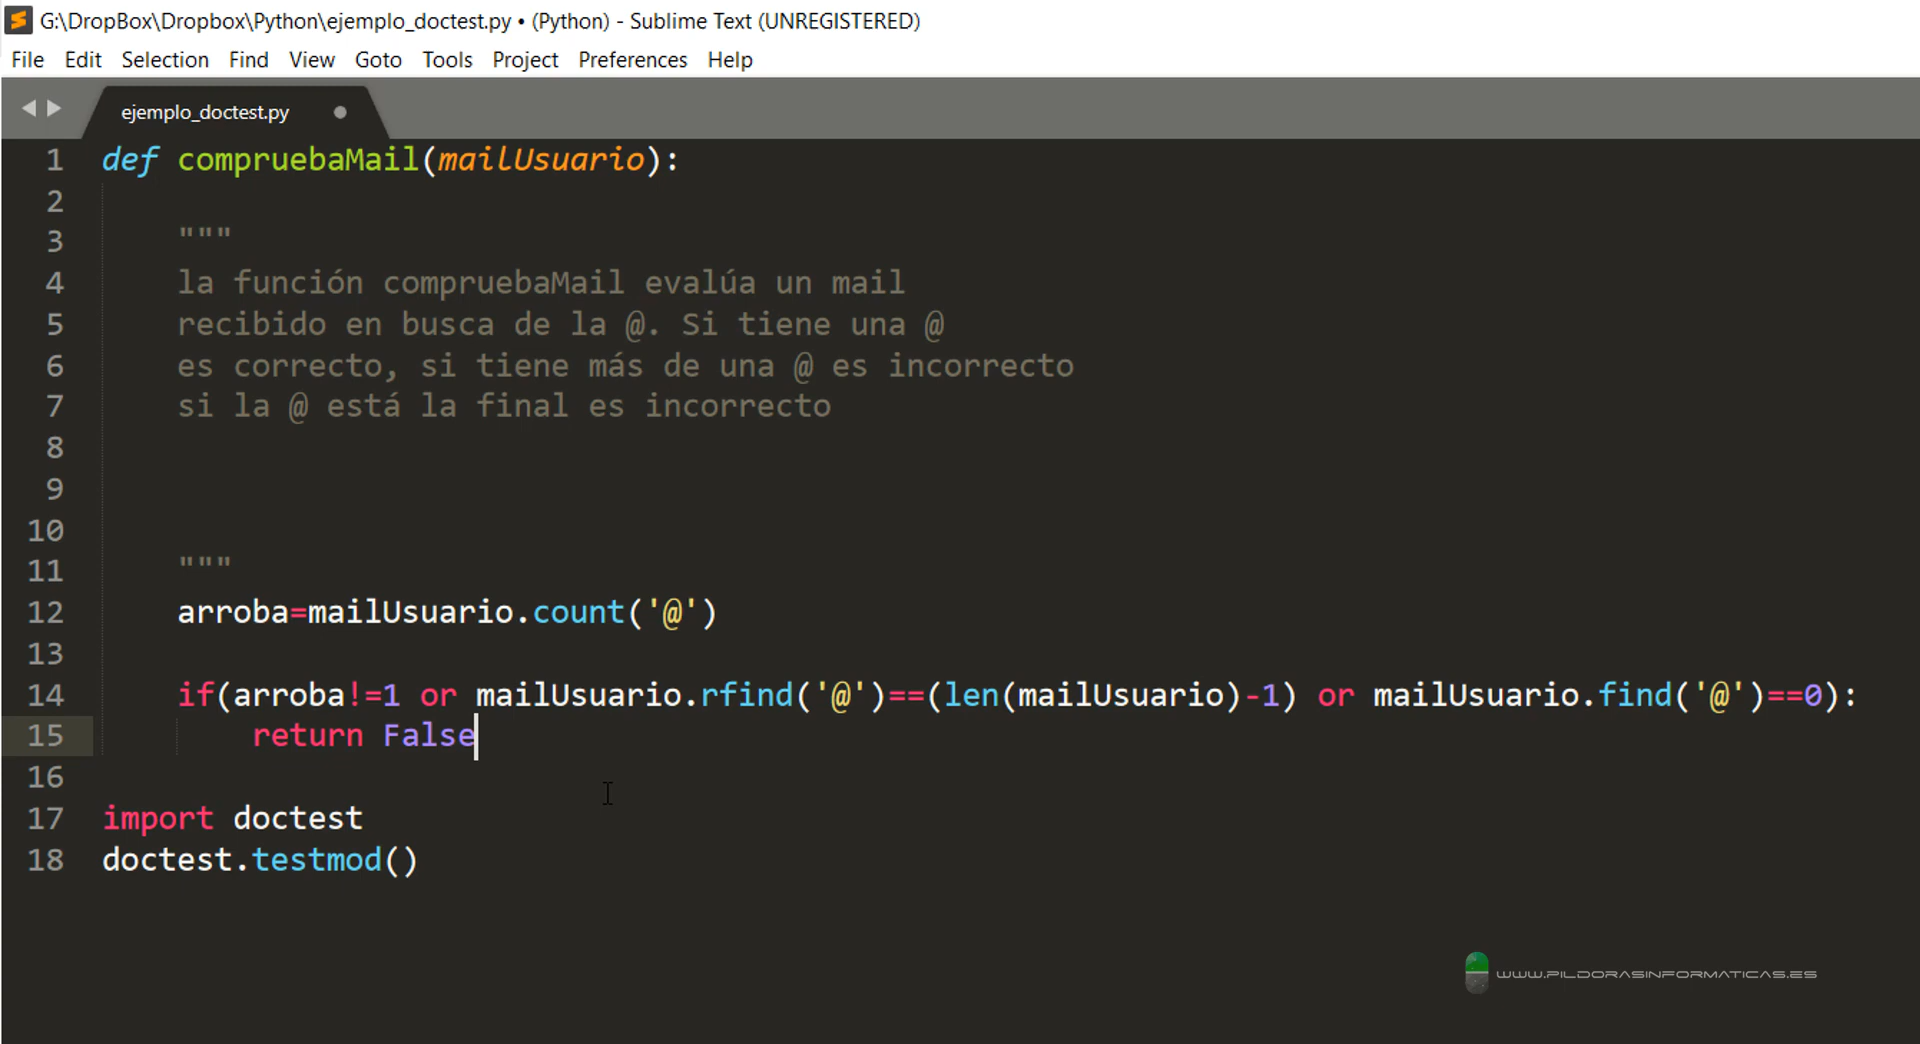 G:\DropBox\Dropbox\Python\ejemplo_doctest.py • (Python) - Sublime Text (UNREGISTERED)
File Edit Selection Find View Goto Tools Project Preferences Help
ejemplo_doctest.py
1 def compruebaMail(mailUsuario):
2
3 """
4 la función compruebaMail evalúa un mail
5 recibido en busca de la @. Si tiene una @
6 es correcto, si tiene más de una @ es incorrecto
7 si la @ está la final es incorrecto
8
9
10
11 """
12 arroba=mailUsuario.count('@')
13
14 if(arroba!=1 or mailUsuario.rfind('@')==(len(mailUsuario)-1) or mailUsuario.find('@')==0):
15 return False
16
17 import doctest
18 doctest.testmod()
WWW.PILDORASINFORMATICAS.ES